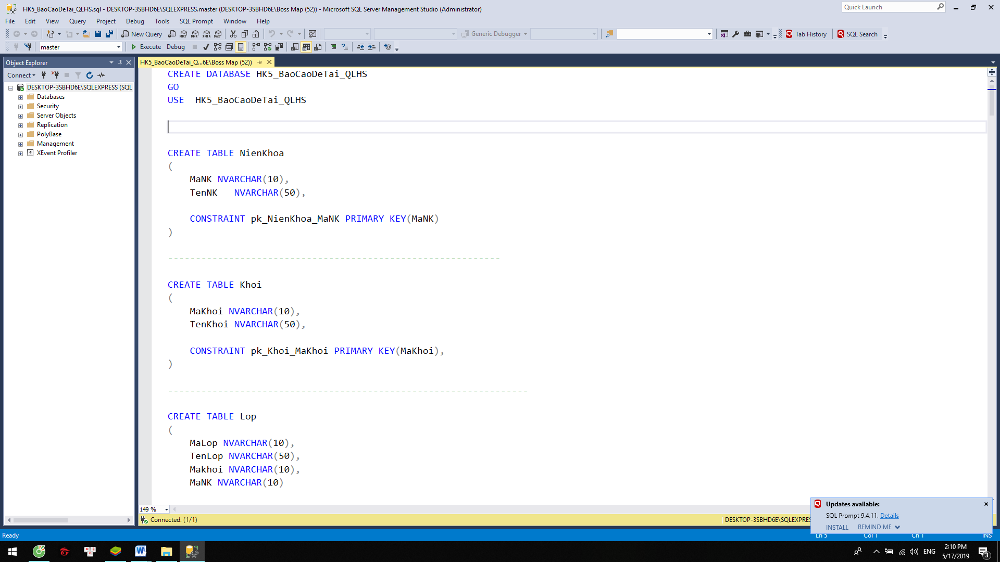 HK5_BaoCaoDeTai_QLHS.sql - DESKTOP-3SBHD6E\SQLEXPRESS.master (DESKTOP-3SBHD6E\Boss Map (52)) - Microsoft SQL Server Management Studio (Administrator)
Quick Launch
File Edit View Query Project Debug Tools SQL Prompt Window Help
New Query MDX DMX XMLA DAX Generic Debugger Tab History SQL Search
master Execute Debug
Object Explorer
HK5_BaoCaoDeTai_Q...6E\Boss Map (52))
Connect
DESKTOP-3SBHD6E\SQLEXPRESS (SQL
Databases
Security
Server Objects
Replication
PolyBase
Management
XEvent Profiler
CREATE DATABASE HK5_BaoCaoDeTai_QLHS
GO
USE  HK5_BaoCaoDeTai_QLHS
CREATE TABLE NienKhoa
(
MaNK NVARCHAR(10),
TenNK   NVARCHAR(50),
CONSTRAINT pk_NienKhoa_MaNK PRIMARY KEY(MaNK)
)
------------------------------------------------------------
CREATE TABLE Khoi
(
MaKhoi NVARCHAR(10),
TenKhoi NVARCHAR(50),
CONSTRAINT pk_Khoi_MaKhoi PRIMARY KEY(MaKhoi),
)
-----------------------------------------------------------------
CREATE TABLE Lop
(
MaLop NVARCHAR(10),
TenLop NVARCHAR(50),
Makhoi NVARCHAR(10),
MaNK NVARCHAR(10)
149 %
Connected. (1/1)
DESKTOP-3SBHD6E\SQLEXPRES
Updates available:
SQL Prompt 9.4.11. Details
INSTALL REMIND ME
Ready
Ln 5 Col 1 Ch 1 INS
ENG
2:10 PM
5/17/2019
3